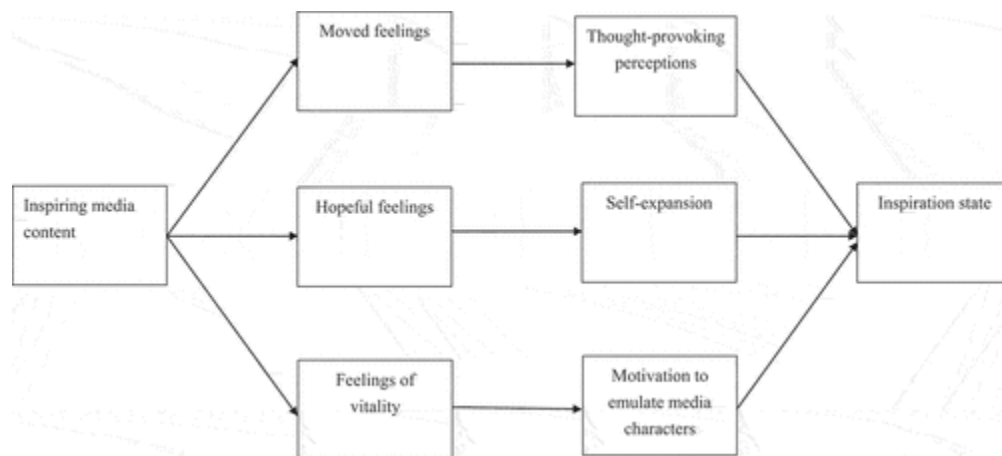 Moved feelings
Thought-provoking
perceptions
Inspiring media
content
Hopeful feelings
Self-expansion
Inspiration state
Feelings of
vitality
Motivation to
emulate media
characters